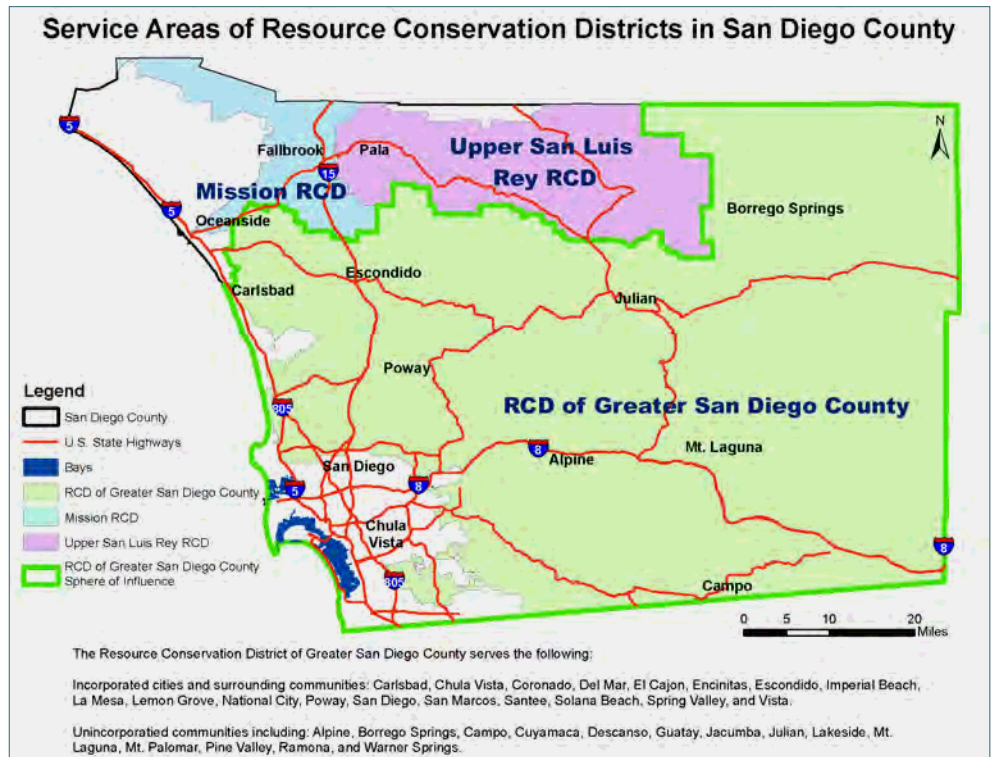 Service Areas of Resource Conservation Districts in San Diego County
N
5
Fallbrook
Pala
Upper San Luis
Rey RCD
15
Mission RCD
5
Oceanside
Borrego Springs
Escondido
Carlsbad
Julian
Poway
Legend
San Diego County
U.S. State Highways
Bays
RCD of Greater San Diego County
Mission RCD
Upper San Luis Rey RCD
RCD of Greater San Diego County
Sphere of Influence
805
RCD of Greater San Diego County
8
Alpine
Mt. Laguna
San Diego
5
8
Chula
Vista
805
8
Campo
0 5 10 20
Miles
The Resource Conservation District of Greater San Diego County serves the following:
Incorporated cities and surrounding communities: Carlsbad, Chula Vista, Coronado, Del Mar, El Cajon, Encinitas, Escondido, Imperial Beach,
La Mesa, Lemon Grove, National City, Poway, San Diego, San Marcos, Santee, Solana Beach, Spring Valley, and Vista.
Unincorporatied communities including: Alpine, Borrego Springs, Campo, Cuyamaca, Descanso, Guatay, Jacumba, Julian, Lakeside, Mt.
Laguna, Mt. Palomar, Pine Valley, Ramona, and Warner Springs.